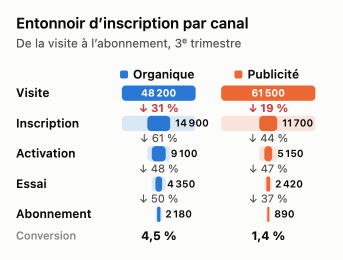 Entonnoir d’inscription par canal
De la visite à l’abonnement, 3ᵉ trimestre
Organique Publicité
Visite 48 200 61 500
↓ 31 % ↓ 19 %
Inscription 14 900 11 700
↓ 61 % ↓ 44 %
Activation 9 100 5 150
↓ 48 % ↓ 47 %
Essai 4 350 2 420
↓ 50 % ↓ 37 %
Abonnement 2 180 890
Conversion 4,5 % 1,4 %